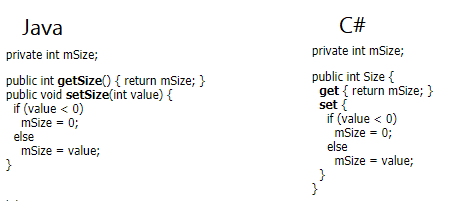 Java
private int mSize;
public int getSize() { return mSize; }
public void setSize(int value) {
if (value < 0)
mSize = 0;
else
mSize = value;
}
C#
private int mSize;
public int Size {
get { return mSize; }
set {
if (value < 0)
mSize = 0;
else
mSize = value;
}
}